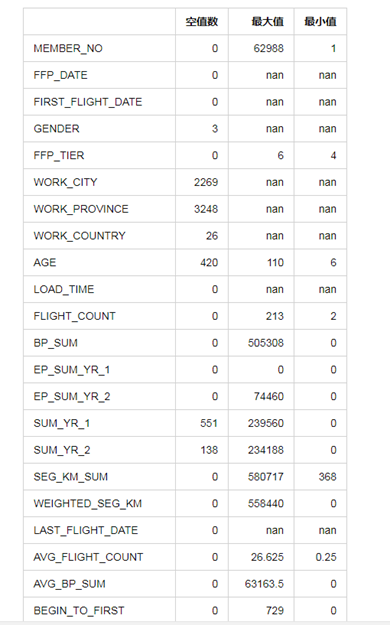 空值数 最大值 最小值
MEMBER_NO 0 62988 1
FFP_DATE 0 nan nan
FIRST_FLIGHT_DATE 0 nan nan
GENDER 3 nan nan
FFP_TIER 0 6 4
WORK_CITY 2269 nan nan
WORK_PROVINCE 3248 nan nan
WORK_COUNTRY 26 nan nan
AGE 420 110 6
LOAD_TIME 0 nan nan
FLIGHT_COUNT 0 213 2
BP_SUM 0 505308 0
EP_SUM_YR_1 0 0 0
EP_SUM_YR_2 0 74460 0
SUM_YR_1 551 239560 0
SUM_YR_2 138 234188 0
SEG_KM_SUM 0 580717 368
WEIGHTED_SEG_KM 0 558440 0
LAST_FLIGHT_DATE 0 nan nan
AVG_FLIGHT_COUNT 0 26.625 0.25
AVG_BP_SUM 0 63163.5 0
BEGIN_TO_FIRST 0 729 0